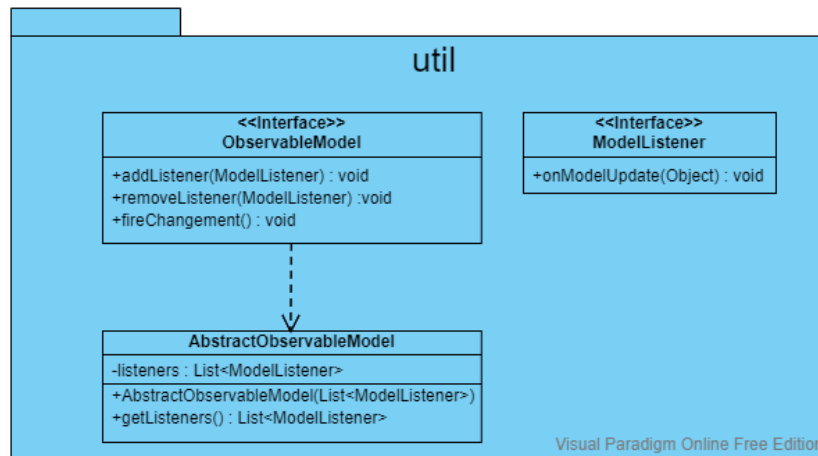 util
<<Interface>>
ObservableModel
+addListener(ModelListener) : void
+removeListener(ModelListener) :void
+fireChangement() : void
<<Interface>>
ModelListener
+onModelUpdate(Object) : void
AbstractObservableModel
-listeners : List<ModelListener>
+AbstractObservableModel(List<ModelListener>)
+getListeners() : List<ModelListener>
Visual Paradigm Online Free Edition